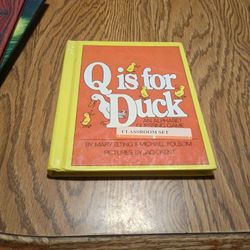 Q is for
Duck
AN ALPHABET
GUESSING GAME
CLASSROOM SET
BY MARY ELTING & MICHAEL FOLSOM
PICTURES BY JACK KENT